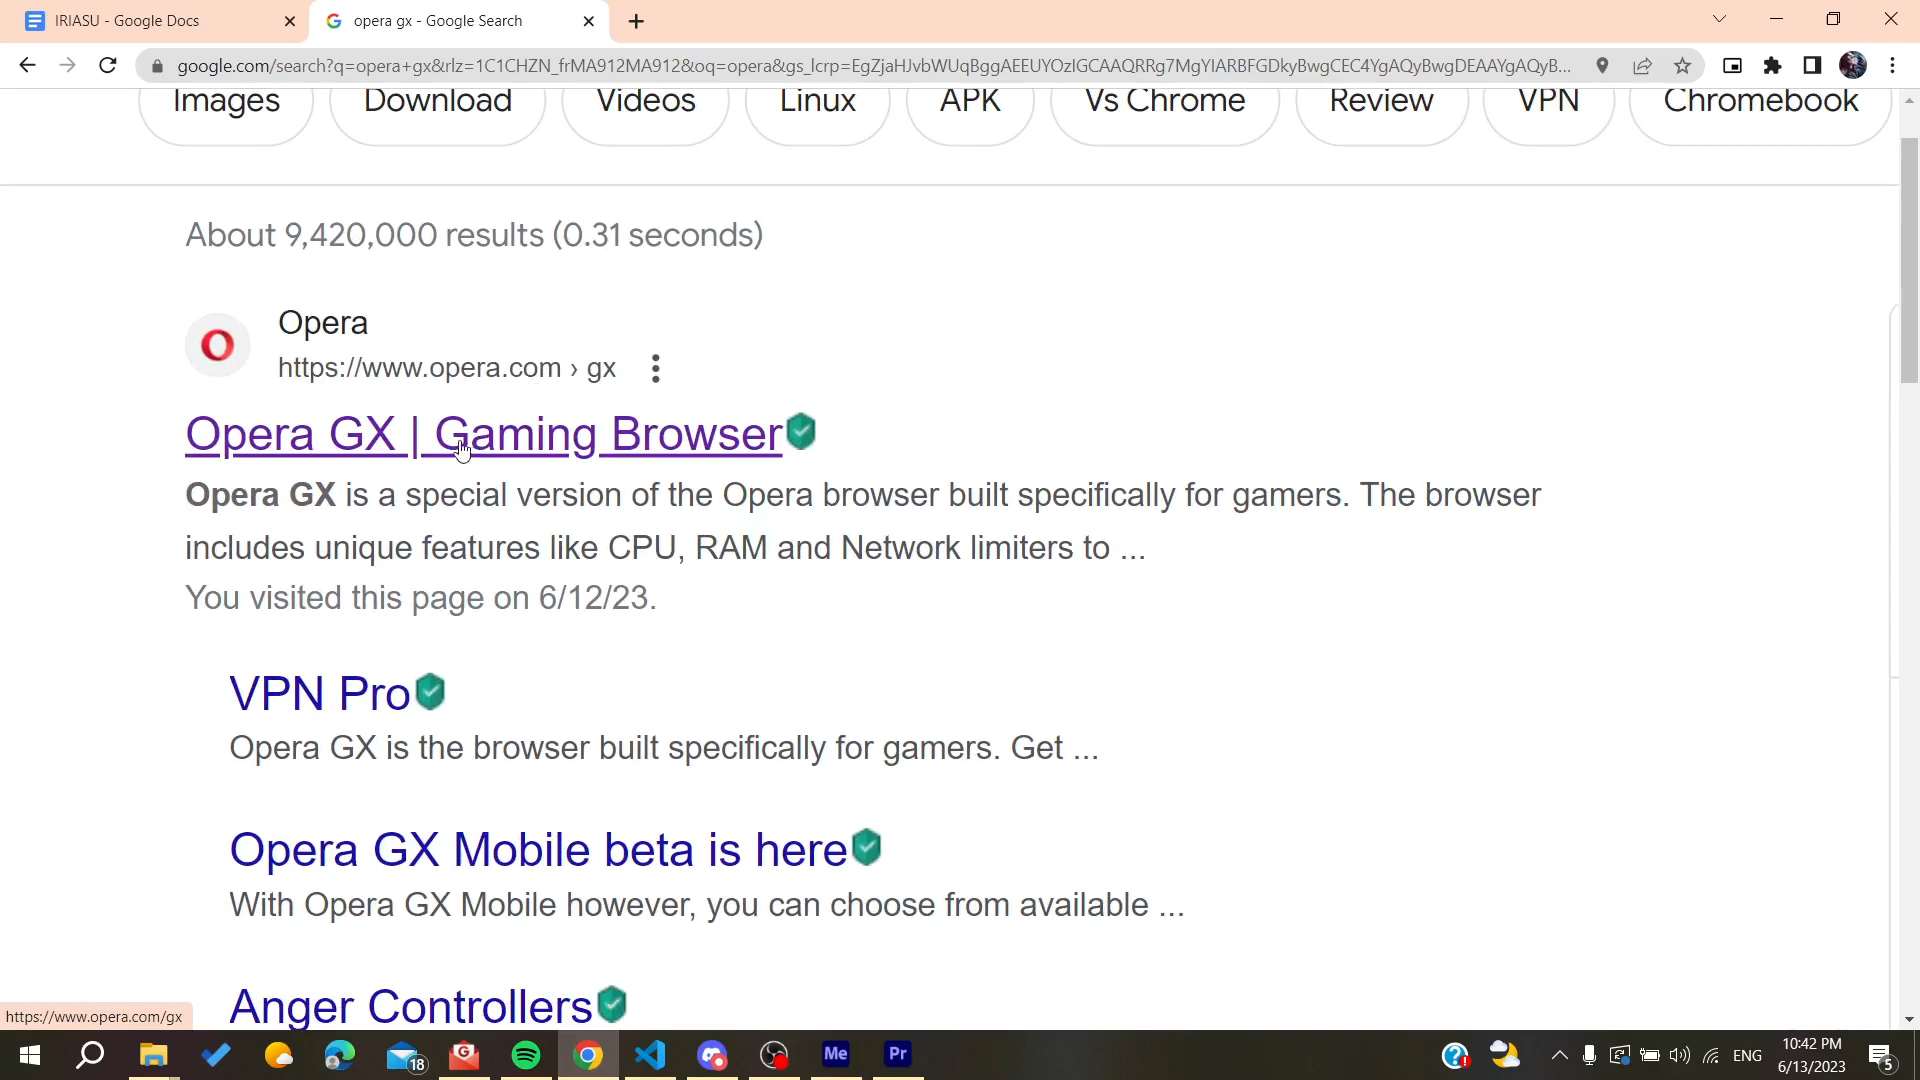 IRIASU - Google Docs
opera gx - Google Search
google.com/search?q=opera+gx&rlz=1C1CHZN_frMA912MA912&oq=opera&gs_lcrp=EgZjaHJvbWUqBggAEEUYOzIGCAAQRRg7MgYIARBFGDkyBwgCEC4YgAQyBwgDEAAYgAQyB...
Images
Download
Videos
Linux
APK
Vs Chrome
Review
VPN
Chromebook
About 9,420,000 results (0.31 seconds)
Opera
https://www.opera.com › gx
Opera GX | Gaming Browser
Opera GX is a special version of the Opera browser built specifically for gamers. The browser
includes unique features like CPU, RAM and Network limiters to ...
You visited this page on 6/12/23.
VPN Pro
Opera GX is the browser built specifically for gamers. Get ...
Opera GX Mobile beta is here
With Opera GX Mobile however, you can choose from available ...
Anger Controllers
https://www.opera.com/gx
18
Me
Pr
ENG
10:42 PM
6/13/2023
5